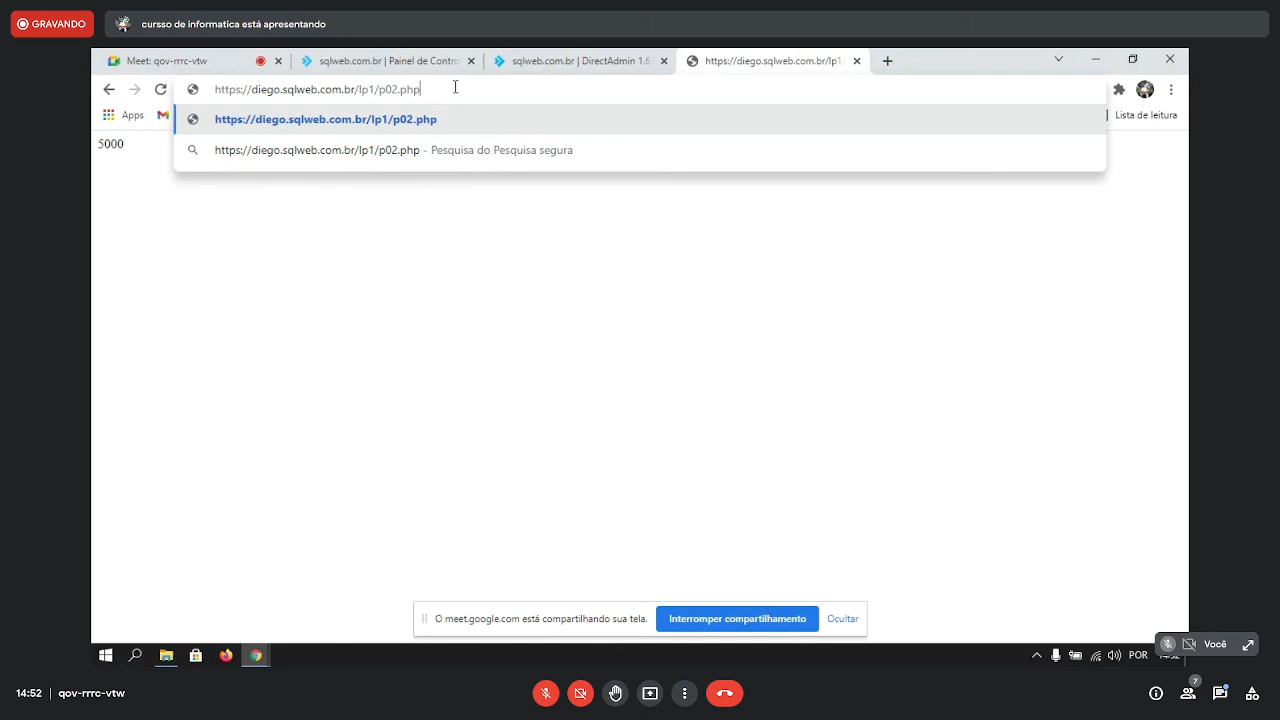 GRAVANDO
cursso de informatica está apresentando
Meet: qov-rrrc-vtw
sqlweb.com.br | Painel de Contro
sqlweb.com.br | DirectAdmin 1.6
https://diego.sqlweb.com.br/lp1/
https://diego.sqlweb.com.br/lp1/p02.php
Apps
https://diego.sqlweb.com.br/lp1/p02.php
Lista de leitura
5000
https://diego.sqlweb.com.br/lp1/p02.php - Pesquisa do Pesquisa segura
O meet.google.com está compartilhando sua tela.
Interromper compartilhamento
Ocultar
POR
Você
14:52 | qov-rrrc-vtw
7